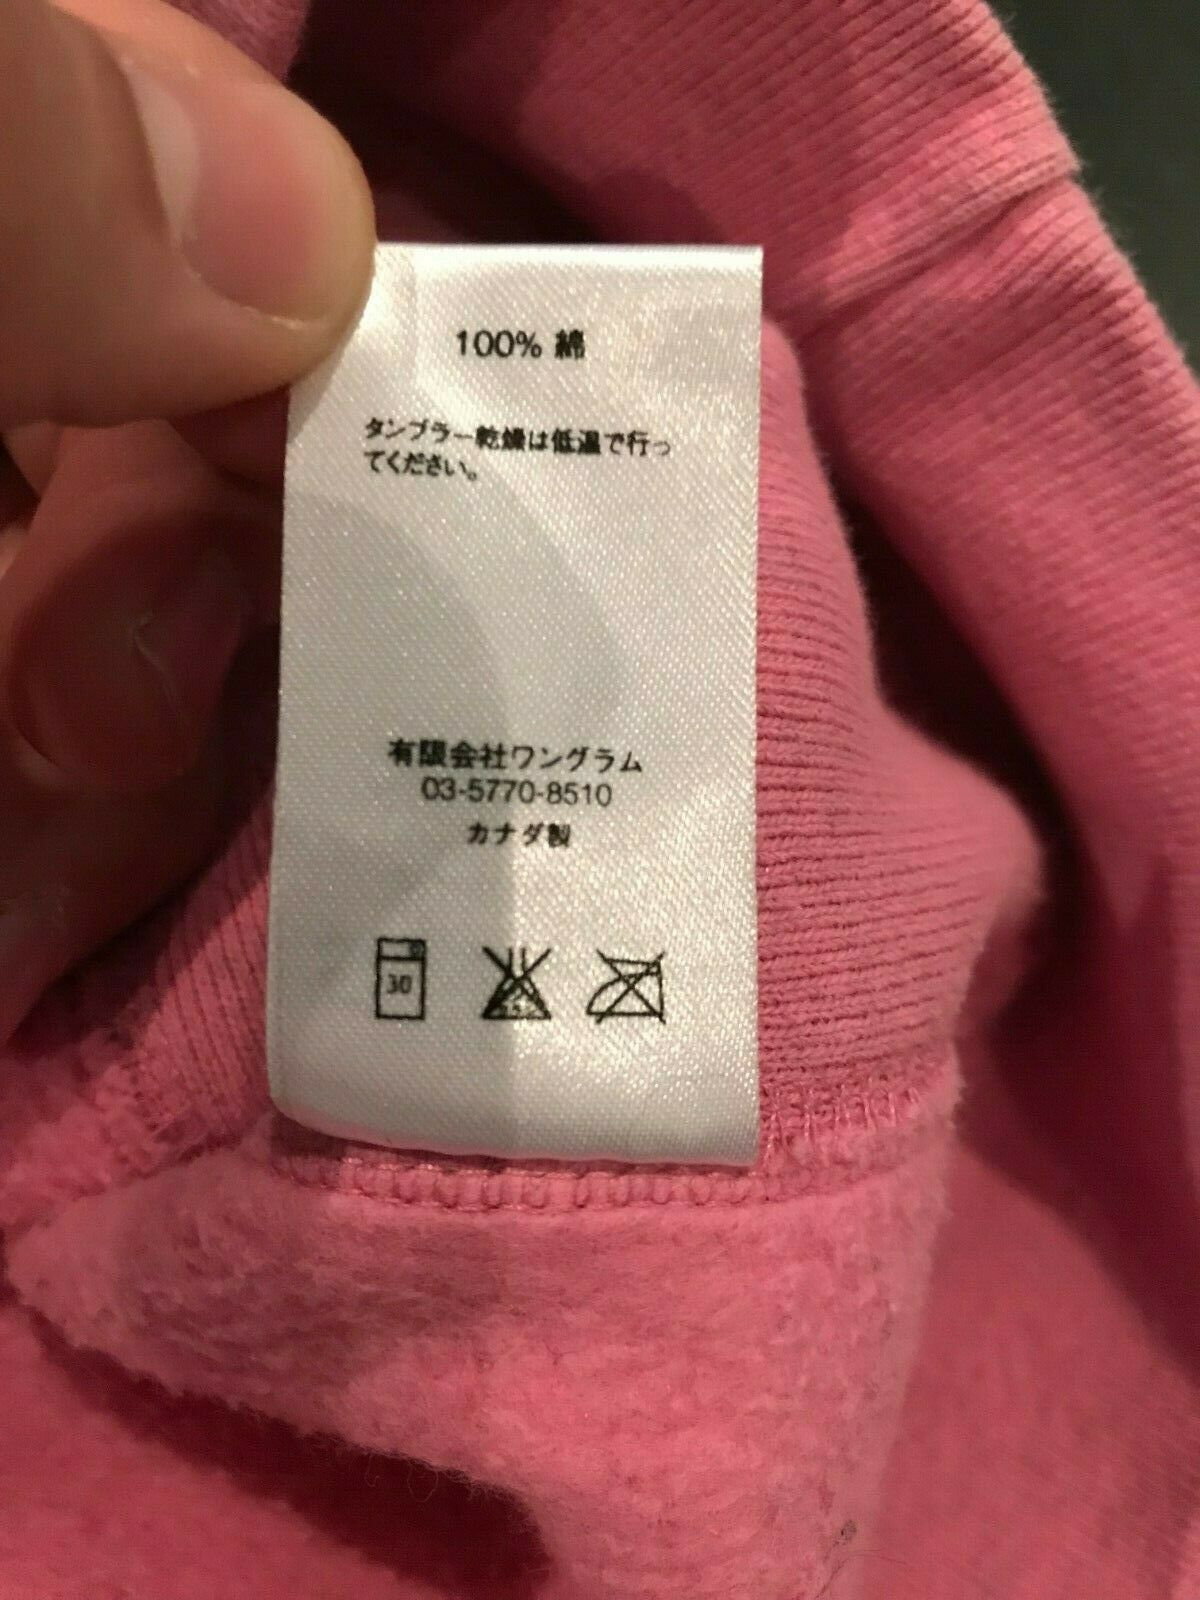 100% 綿
タンブラー乾燥は低温で行っ
てください。
有限会社ワングラム
03-5770-8510
カナダ製
30